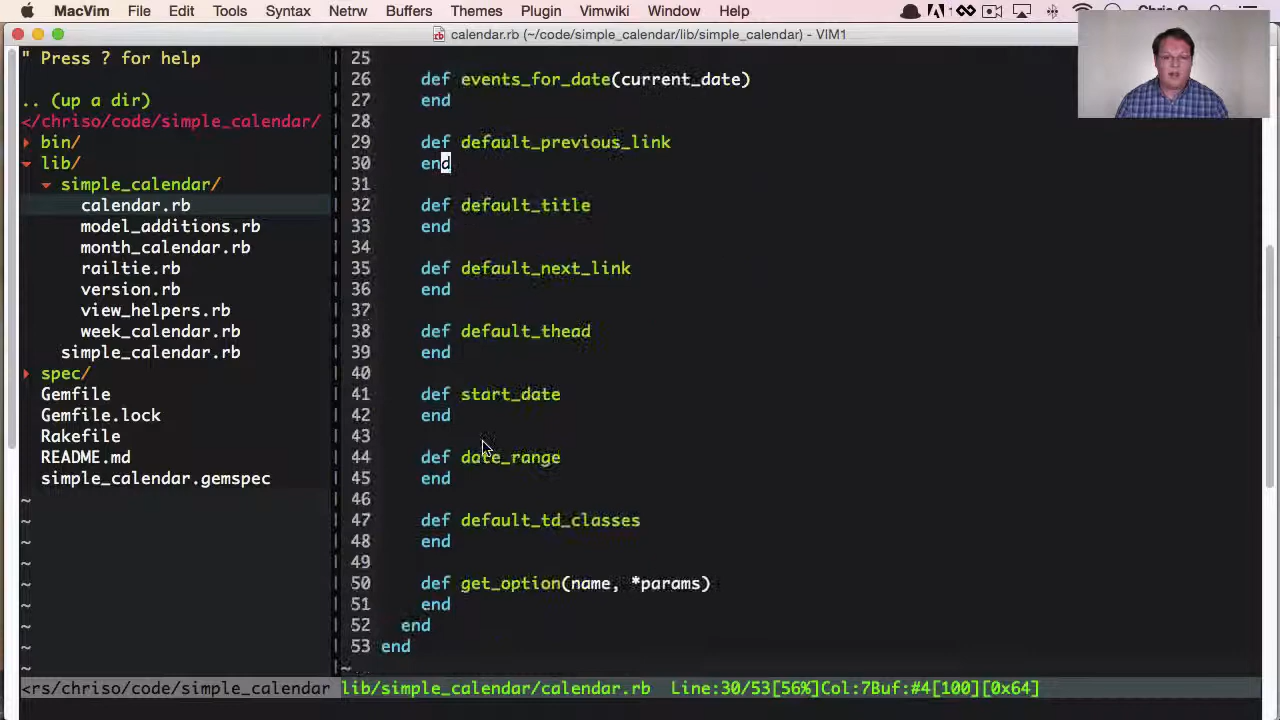 MacVim File Edit Tools Syntax Netrw Buffers Themes Plugin Vimwiki Window Help
calendar.rb (~/code/simple_calendar/lib/simple_calendar) - VIM1
" Press ? for help
.. (up a dir)
</chriso/code/simple_calendar/
bin/
lib/
simple_calendar/
calendar.rb
model_additions.rb
month_calendar.rb
railtie.rb
version.rb
view_helpers.rb
week_calendar.rb
simple_calendar.rb
spec/
Gemfile
Gemfile.lock
Rakefile
README.md
simple_calendar.gemspec
~
~
~
~
~
~
~
~
~
<rs/chriso/code/simple_calendar
25
26 def events_for_date(current_date)
27 end
28
29 def default_previous_link
30 end
31
32 def default_title
33 end
34
35 def default_next_link
36 end
37
38 def default_thead
39 end
40
41 def start_date
42 end
43
44 def date_range
45 end
46
47 def default_td_classes
48 end
49
50 def get_option(name, *params)
51 end
52 end
53 end
~
lib/simple_calendar/calendar.rb Line:30/53[56%]Col:7Buf:#4[100][0x64]